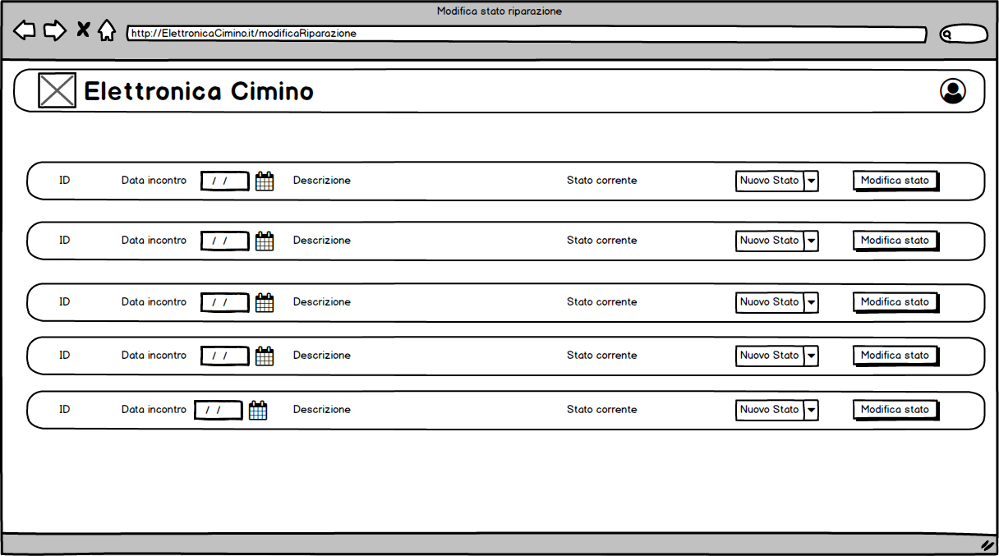 Modifica stato riparazione
http://ElettronicaCimino.it/modificaRiparazione
Elettronica Cimino
ID Data incontro / / Descrizione Stato corrente Nuovo Stato Modifica stato
ID Data incontro / / Descrizione Stato corrente Nuovo Stato Modifica stato
ID Data incontro / / Descrizione Stato corrente Nuovo Stato Modifica stato
ID Data incontro / / Descrizione Stato corrente Nuovo Stato Modifica stato
ID Data incontro / / Descrizione Stato corrente Nuovo Stato Modifica stato